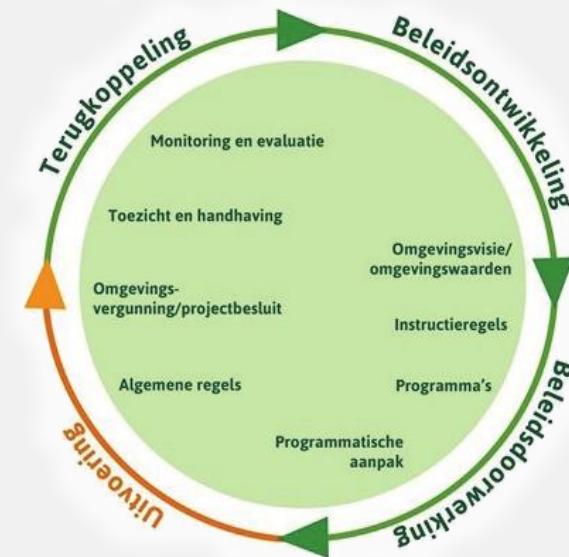 Terugkoppeling
Beleidsontwikkeling
Monitoring en evaluatie
Toezicht en handhaving
Omgevingsvisie/
omgevingswaarden
Omgevings-
vergunning/projectbesluit
Instructieregels
Algemene regels
Programma's
Programmatische
aanpak
Uitvoering
Beleidsdoorwerking